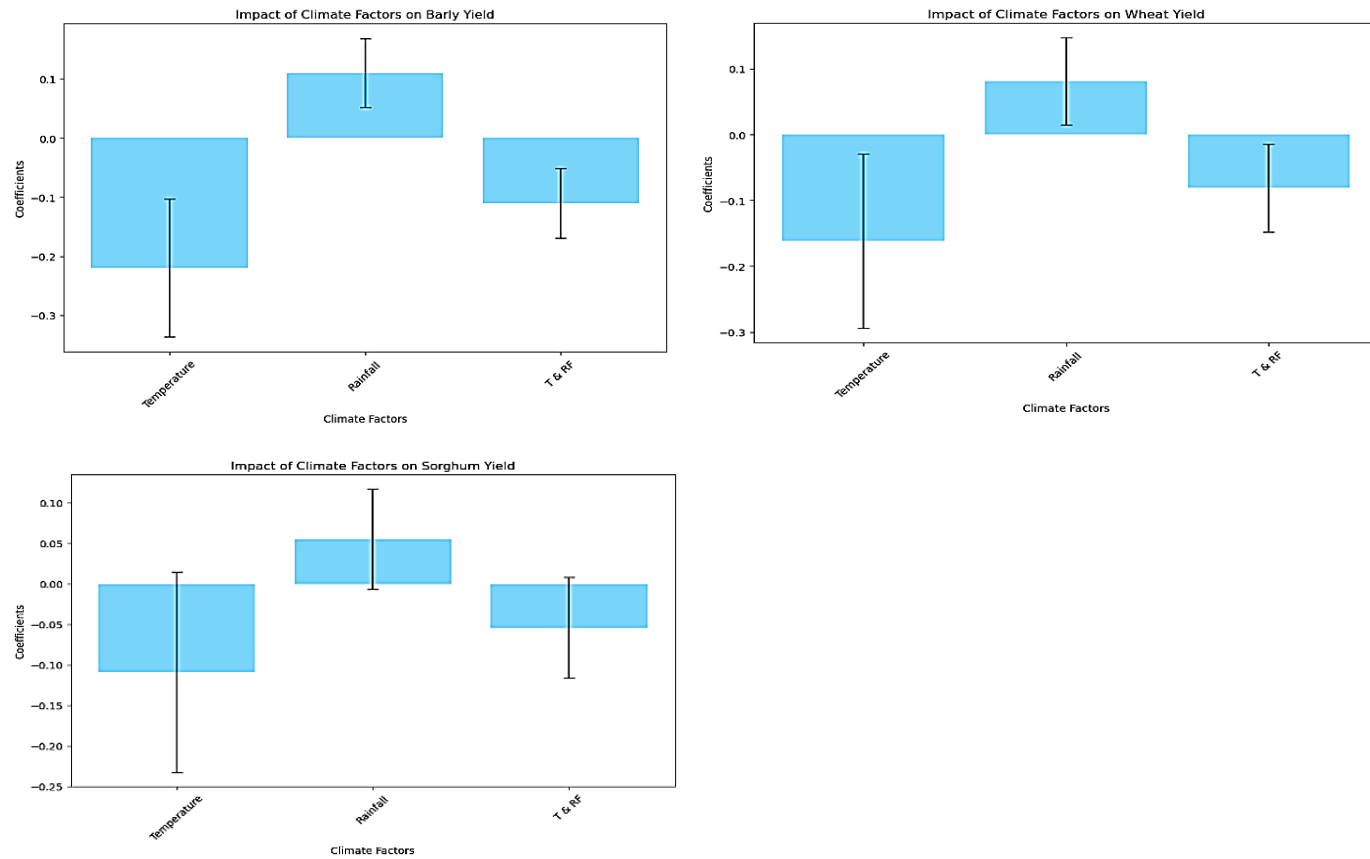 Impact of Climate Factors on Barly Yield
0.1
0.0
−0.1
−0.2
−0.3
Coefficients
Temperature
Rainfall
T & RF
Climate Factors
Impact of Climate Factors on Wheat Yield
0.1
0.0
−0.1
−0.2
−0.3
Coefficients
Temperature
Rainfall
T & RF
Climate Factors
Impact of Climate Factors on Sorghum Yield
0.10
0.05
0.00
−0.05
−0.10
−0.15
−0.20
−0.25
Coefficients
Temperature
Rainfall
T & RF
Climate Factors